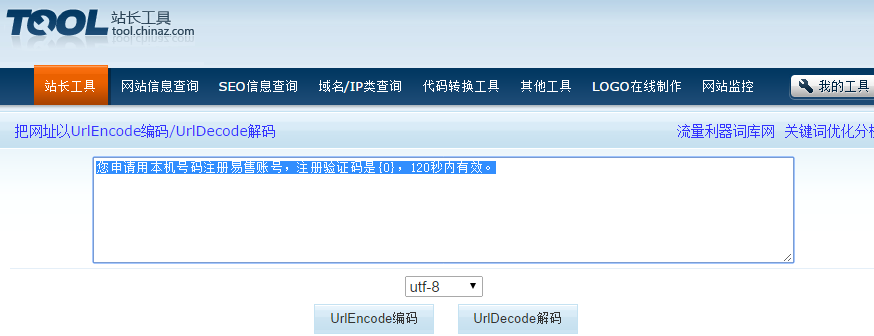 TOOL 站长工具
tool.chinaz.com
站长工具 网站信息查询 SEO信息查询 域名/IP类查询 代码转换工具 其他工具 LOGO在线制作 网站监控 我的工具
把网址以UrlEncode编码/UrlDecode解码 流量利器词库网 关键词优化分析
您申请用本机号码注册易售账号，注册验证码是{0}，120秒内有效。
utf-8
UrlEncode编码 UrlDecode解码